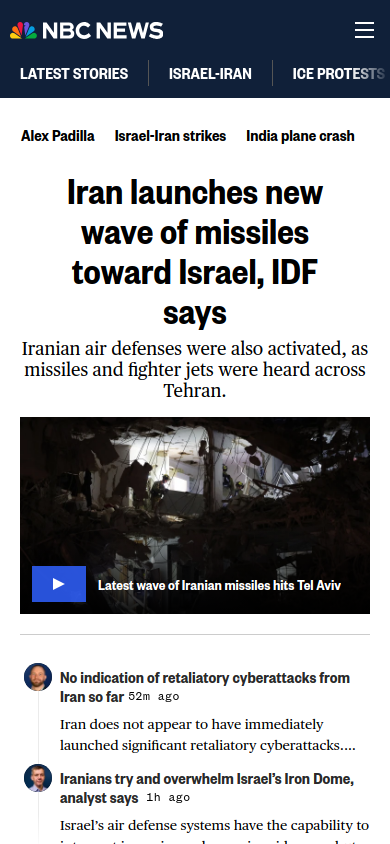 NBC NEWS
LATEST STORIES
ISRAEL-IRAN
ICE PROTESTS
Alex Padilla
Israel-Iran strikes
India plane crash
Iran launches new
wave of missiles
toward Israel, IDF
says
Iranian air defenses were also activated, as
missiles and fighter jets were heard across
Tehran.
Latest wave of Iranian missiles hits Tel Aviv
No indication of retaliatory cyberattacks from
Iran so far 52m ago
Iran does not appear to have immediately
launched significant retaliatory cyberattacks....
Iranians try and overwhelm Israel's Iron Dome,
analyst says 1h ago
Israel's air defense systems have the capability to